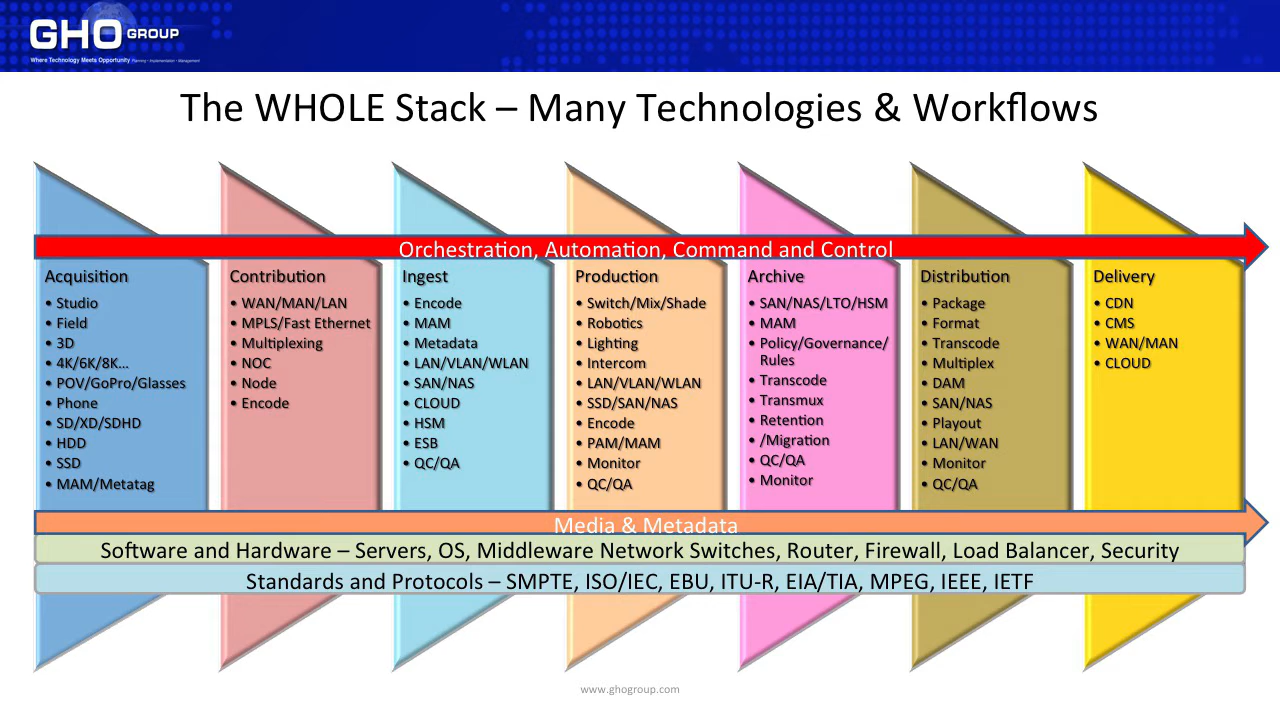 GHO GROUP
Where Technology Meets Opportunity Planning - Implementation - Management
The WHOLE Stack – Many Technologies & Workflows
Orchestration, Automation, Command and Control
Acquisition
• Studio
• Field
• 3D
• 4K/6K/8K…
• POV/GoPro/Glasses
• Phone
• SD/XD/SDHD
• HDD
• SSD
• MAM/Metatag
Contribution
• WAN/MAN/LAN
• MPLS/Fast Ethernet
• Multiplexing
• NOC
• Node
• Encode
Ingest
• Encode
• MAM
• Metadata
• LAN/VLAN/WLAN
• SAN/NAS
• CLOUD
• HSM
• ESB
• QC/QA
Production
• Switch/Mix/Shade
• Robotics
• Lighting
• Intercom
• LAN/VLAN/WLAN
• SSD/SAN/NAS
• Encode
• PAM/MAM
• Monitor
• QC/QA
Archive
• SAN/NAS/LTO/HSM
• MAM
• Policy/Governance/
Rules
• Transcode
• Transmux
• Retention
• /Migration
• QC/QA
• Monitor
Distribution
• Package
• Format
• Transcode
• Multiplex
• DAM
• SAN/NAS
• Playout
• LAN/WAN
• Monitor
• QC/QA
Delivery
• CDN
• CMS
• WAN/MAN
• CLOUD
Media & Metadata
Software and Hardware – Servers, OS, Middleware Network Switches, Router, Firewall, Load Balancer, Security
Standards and Protocols – SMPTE, ISO/IEC, EBU, ITU-R, EIA/TIA, MPEG, IEEE, IETF
www.ghogroup.com